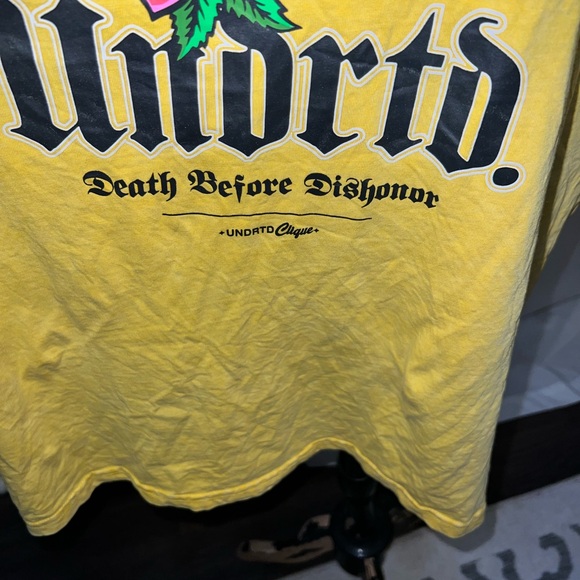 Undrtd.
Death Before Dishonor
UNDRTD Clique